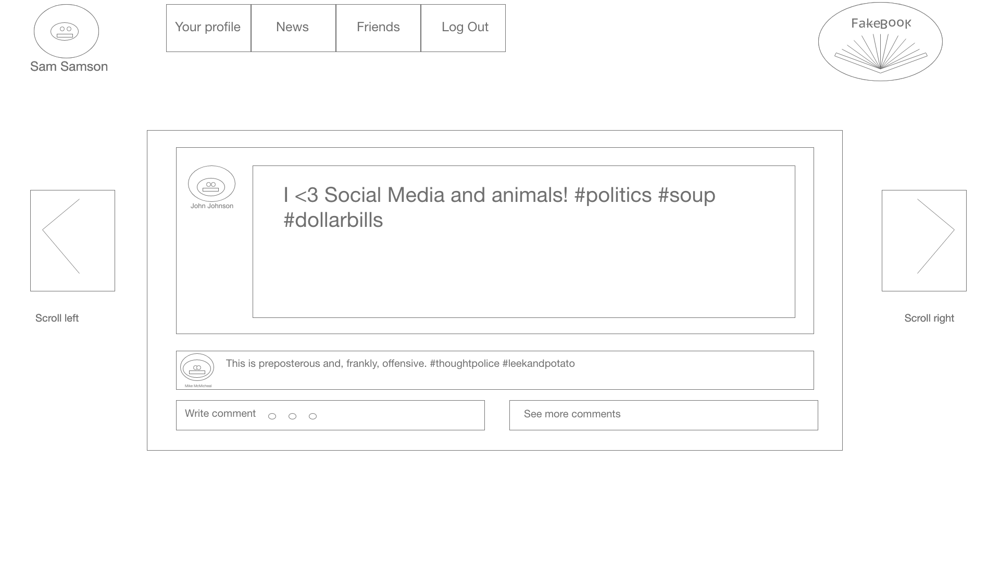 Your profile
News
Friends
Log Out
FakeBooK
Sam Samson
I <3 Social Media and animals! #politics #soup
#dollarbills
John Johnson
Scroll left
Scroll right
This is preposterous and, frankly, offensive. #thoughtpolice #leekandpotato
Mike McMicheal
Write comment
See more comments